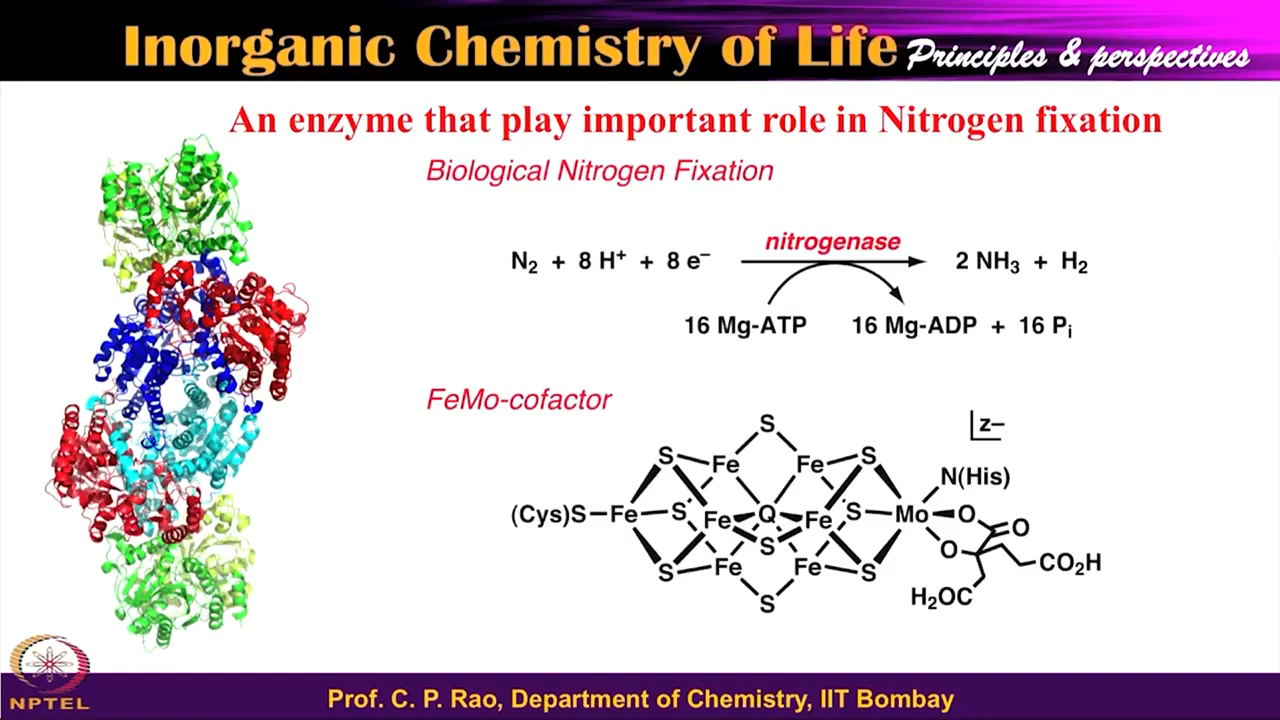 Inorganic Chemistry of Life Principles & perspectives
An enzyme that play important role in Nitrogen fixation
Biological Nitrogen Fixation
nitrogenase
N₂ + 8 H⁺ + 8 e⁻ 2 NH₃ + H₂
16 Mg-ATP 16 Mg-ADP + 16 Pᵢ
FeMo-cofactor
S z–
S Fe Fe S N(His)
(Cys)S–Fe S Fe Q Fe S Mo O O
S O
S Fe Fe S CO₂H
S H₂OC
NPTEL
Prof. C. P. Rao, Department of Chemistry, IIT Bombay